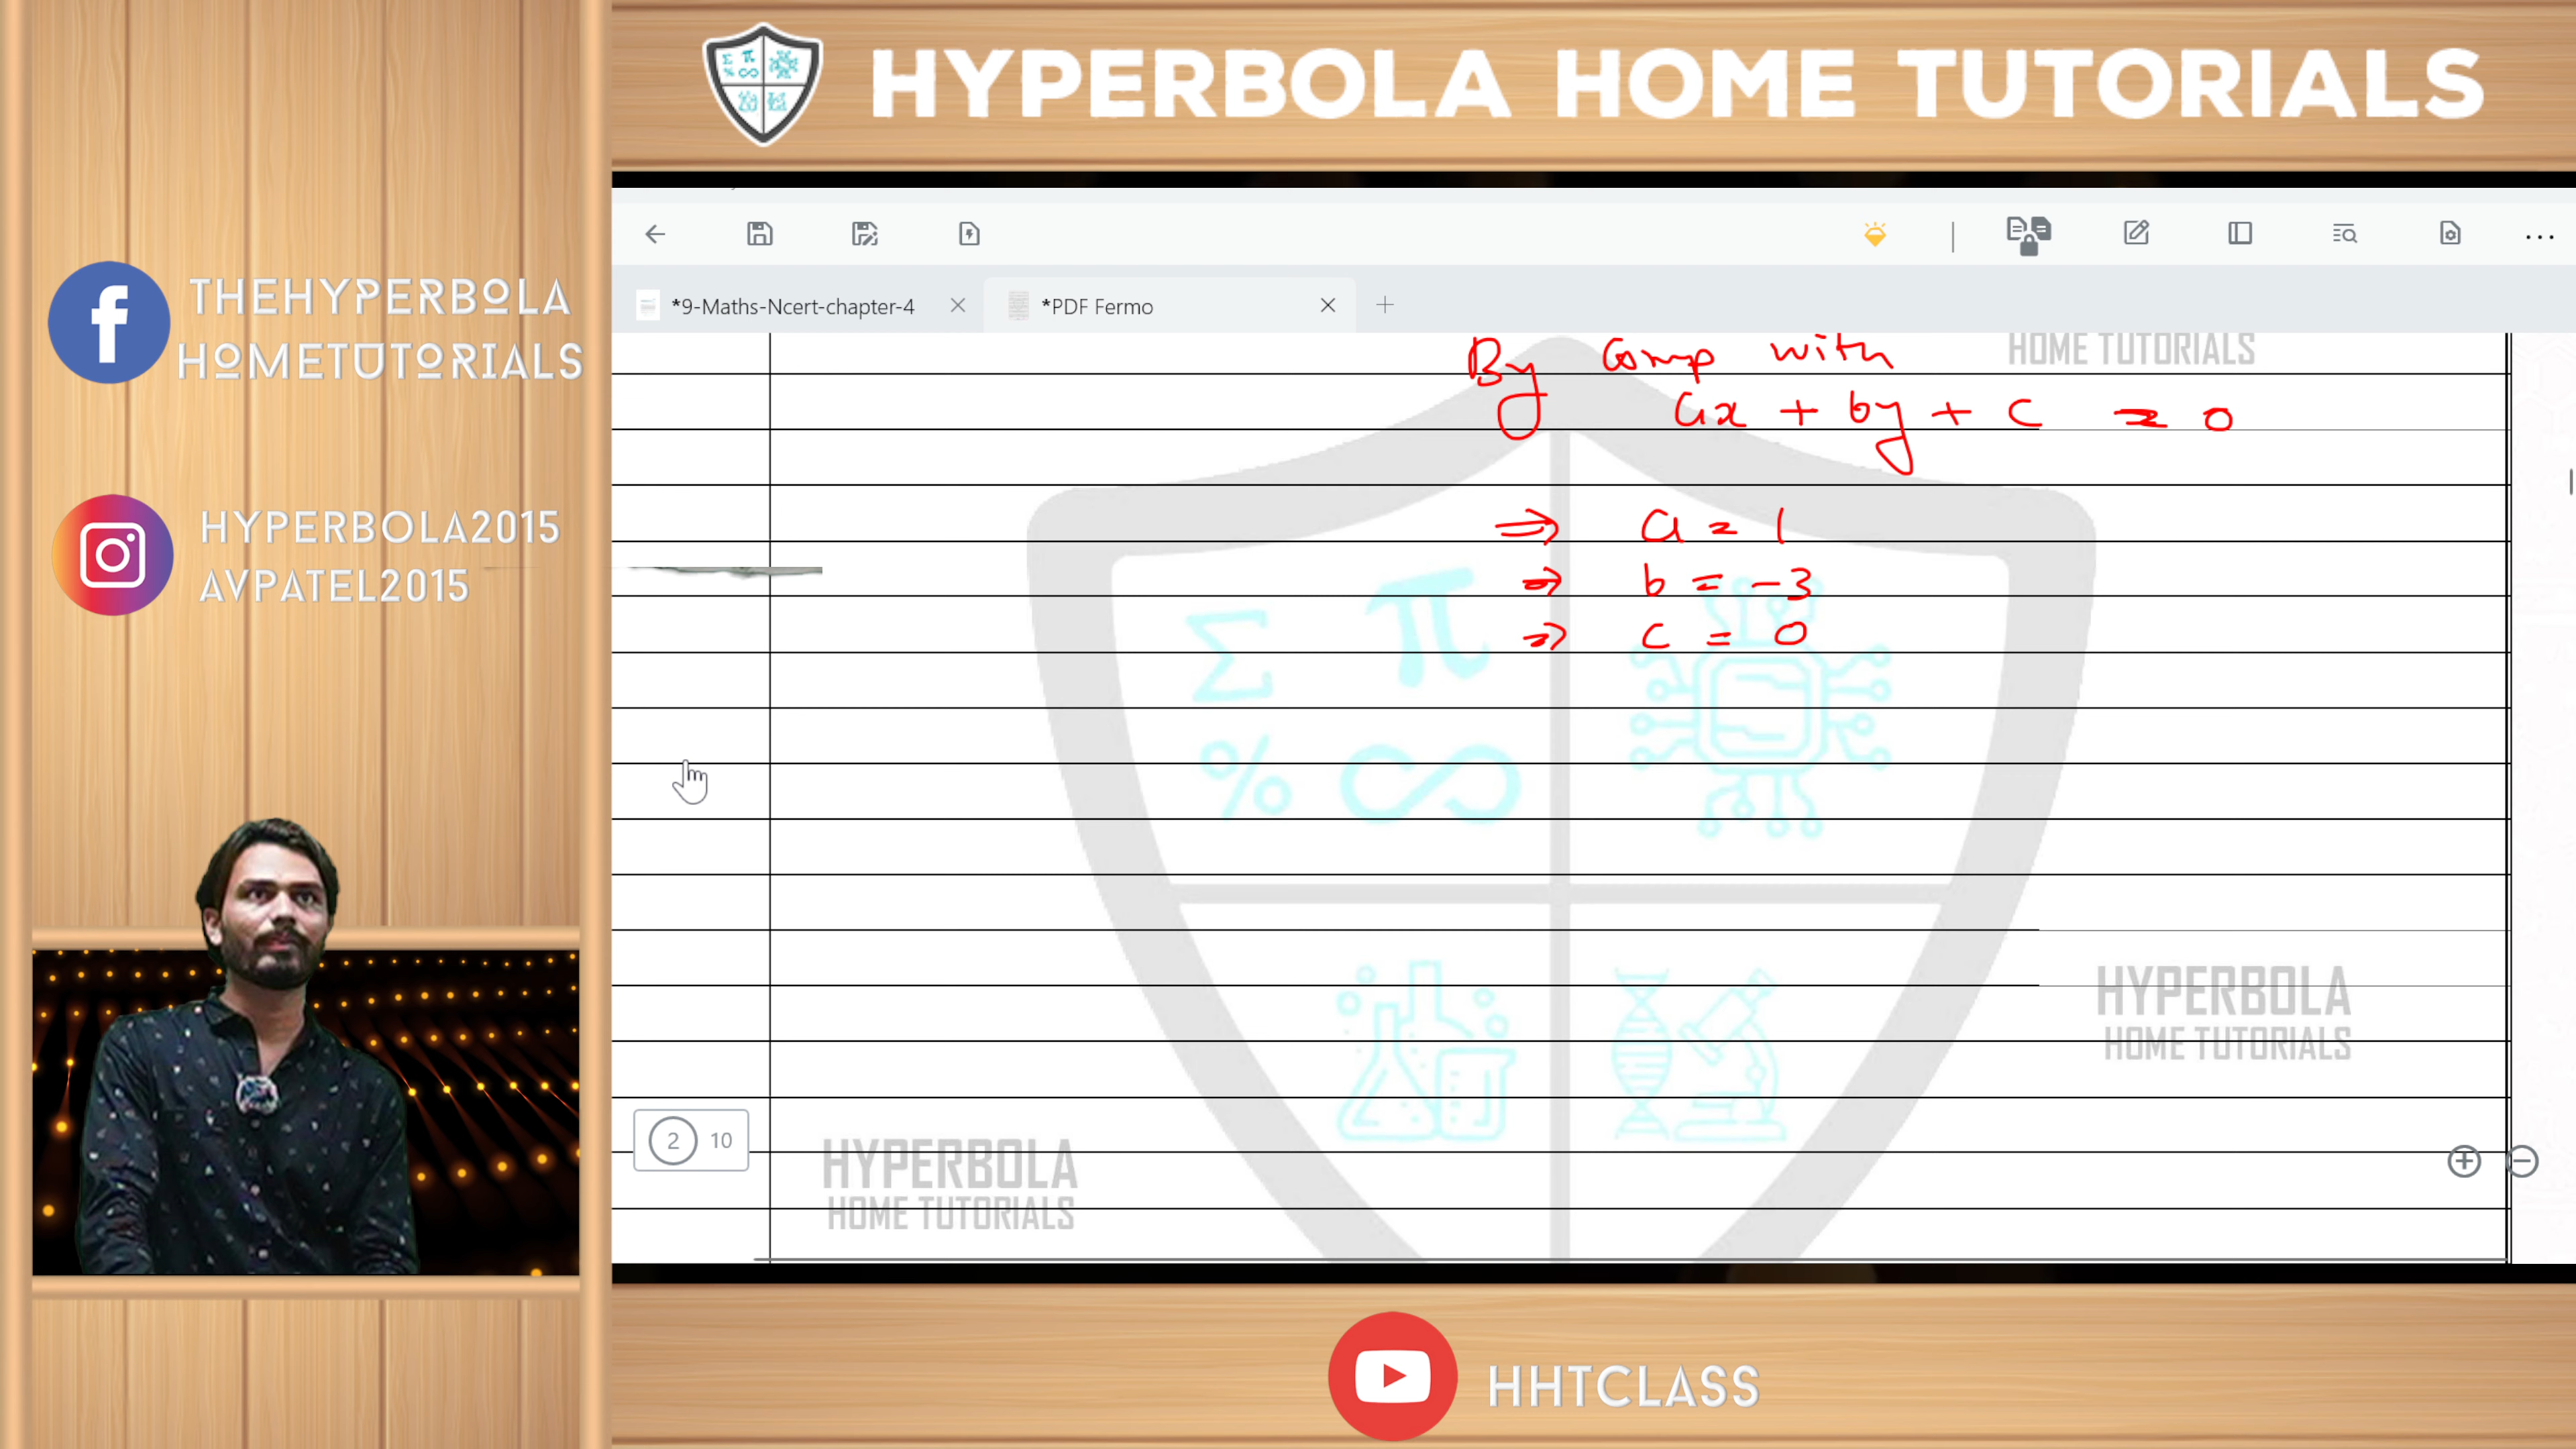 HYPERBOLA HOME TUTORIALS
THEHYPERBOLA
HOMETUTORIALS
HYPERBOLA2015
AVPATEL2015
*9-Maths-Ncert-chapter-4
*PDF Fermo
HOME TUTORIALS
By Comp with
ax + by + c = 0
⇒ a = 1
⇒ b = -3
⇒ c = 0
Σ π
% ∞
HYPERBOLA
HOME TUTORIALS
2 10
HYPERBOLA
HOME TUTORIALS
HHTCLASS